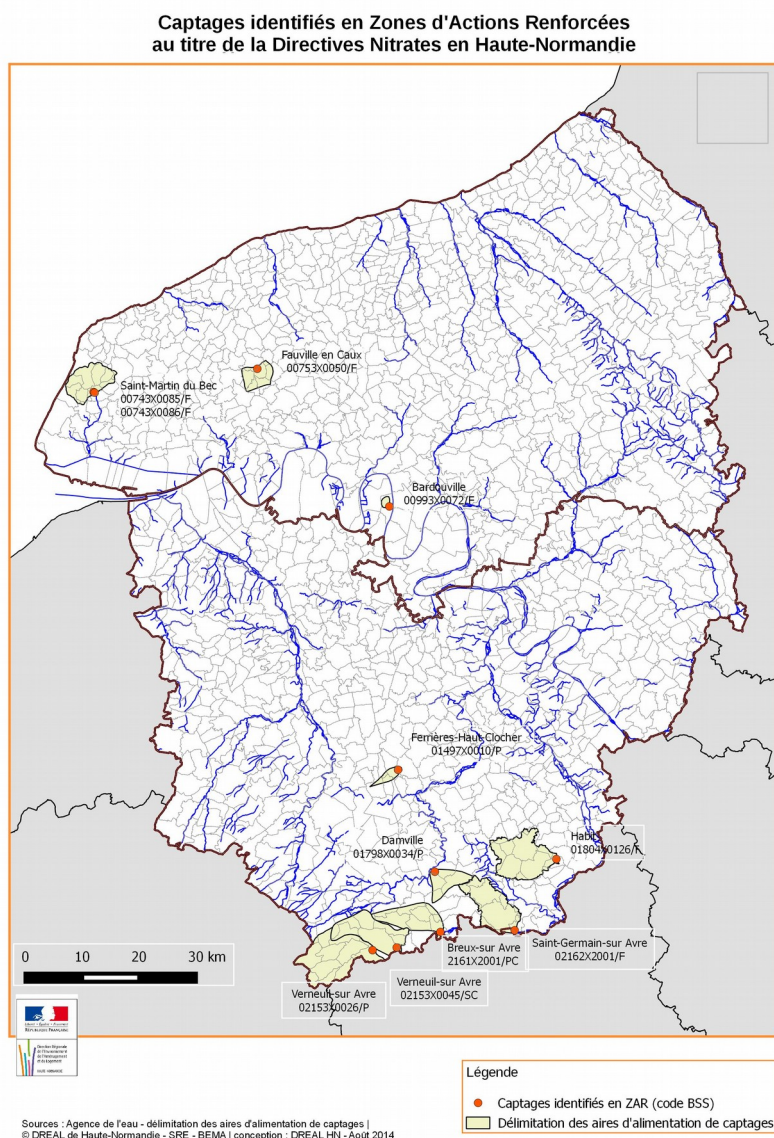 Captages identifiés en Zones d'Actions Renforcées
au titre de la Directives Nitrates en Haute-Normandie
Fauville en Caux
00753X0050/F
Saint-Martin du Bec
00743X0085/F
00743X0086/F
Bardouville
00993X0072/F
Ferrières-Haut-Clocher
01497X0010/P
Damville
01798X0034/P
Habit
01804X0126/F
Breux-sur Avre
2161X2001/PC
Saint-Germain-sur Avre
02162X2001/F
Verneuil-sur Avre
02153X0045/SC
Verneuil-sur Avre
02153X0026/P
0 10 20 30 km
RÉPUBLIQUE FRANÇAISE
Légende
Captages identifiés en ZAR (code BSS)
Délimitation des aires d'alimentation de captages
Sources : Agence de l'eau - délimitation des aires d'alimentation de captages |
© DREAL de Haute-Normandie - SRE - BEMA | conception : DREAL HN - Août 2014